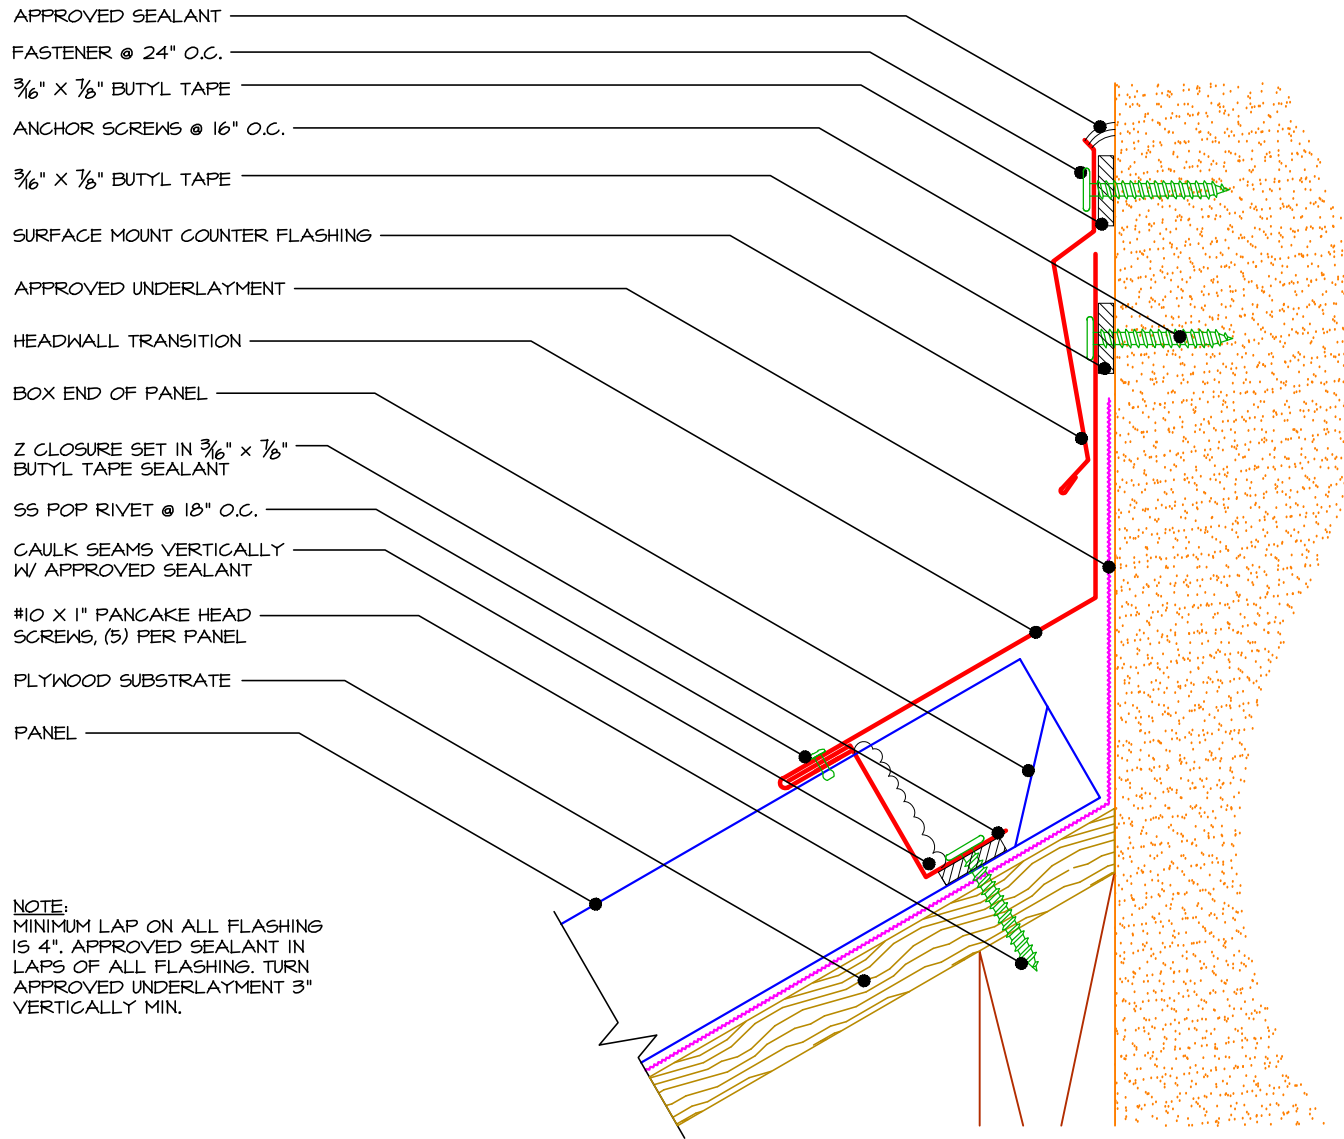 APPROVED SEALANT
FASTENER @ 24" O.C.
3/16" X 7/8" BUTYL TAPE
ANCHOR SCREWS @ 16" O.C.
3/16" X 7/8" BUTYL TAPE
SURFACE MOUNT COUNTER FLASHING
APPROVED UNDERLAYMENT
HEADWALL TRANSITION
BOX END OF PANEL
Z CLOSURE SET IN 3/16" x 7/8"
BUTYL TAPE SEALANT
SS POP RIVET @ 18" O.C.
CAULK SEAMS VERTICALLY
W/ APPROVED SEALANT
#10 X 1" PANCAKE HEAD
SCREWS, (5) PER PANEL
PLYWOOD SUBSTRATE
PANEL
NOTE:
MINIMUM LAP ON ALL FLASHING
IS 4". APPROVED SEALANT IN
LAPS OF ALL FLASHING. TURN
APPROVED UNDERLAYMENT 3"
VERTICALLY MIN.